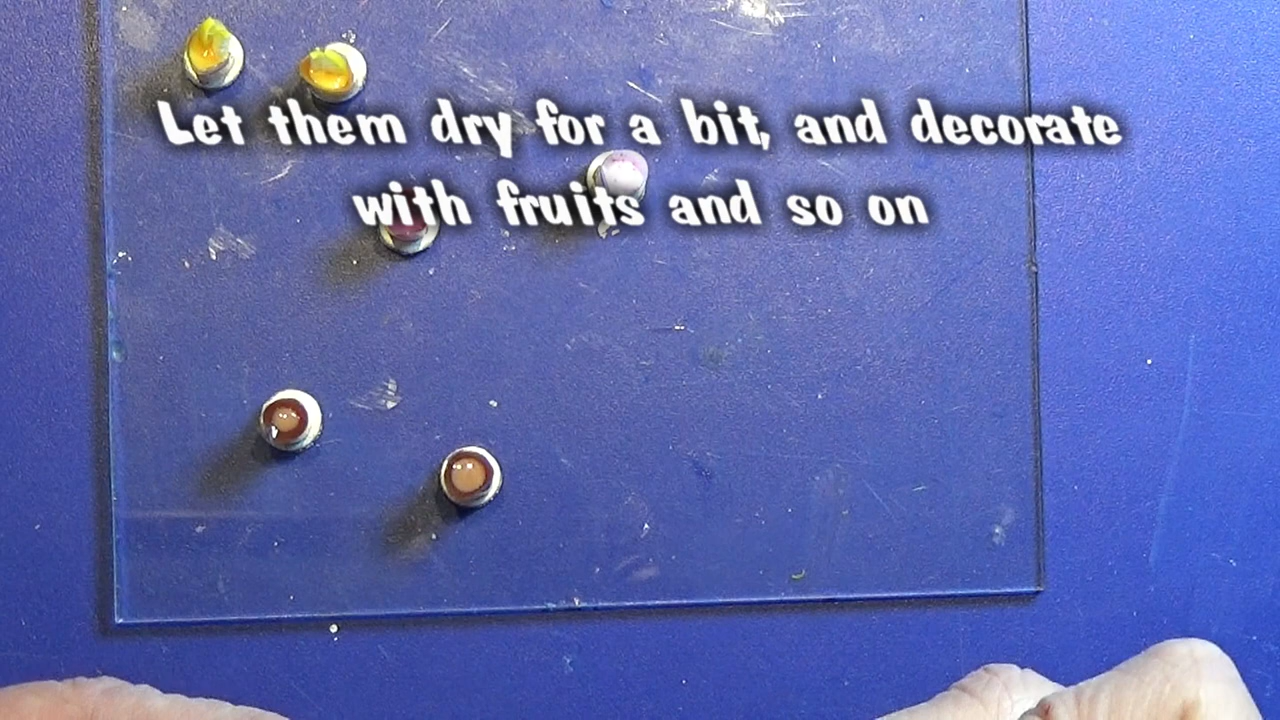 Let them dry for a bit, and decorate
with fruits and so on